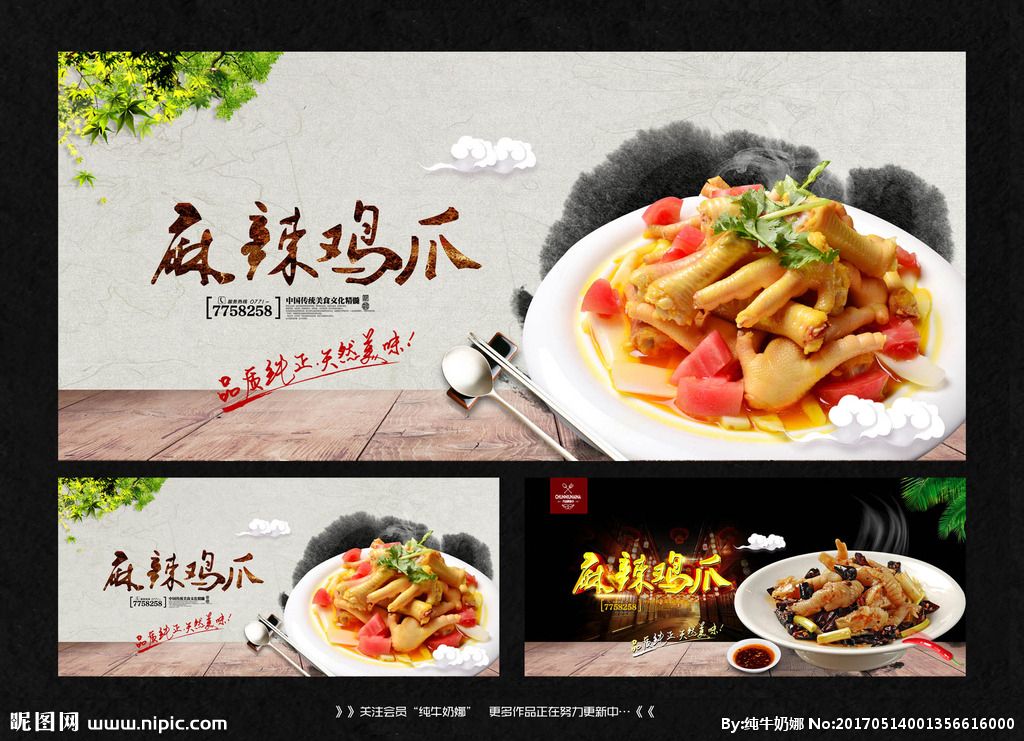 麻辣鸡爪
服务热线 0771-
7758258
中国传统美食文化精髓
品质纯正·天然美味!
麻辣鸡爪
7758258
中国传统美食文化精髓
品质纯正·天然美味!
CHUNNIUNANA
麻辣鸡爪
7758258
品质纯正·天然美味!
》》关注会员“纯牛奶娜” 更多作品正在努力更新中…《《
昵图网 www.nipic.com
By:纯牛奶娜 No:20170514001356616000